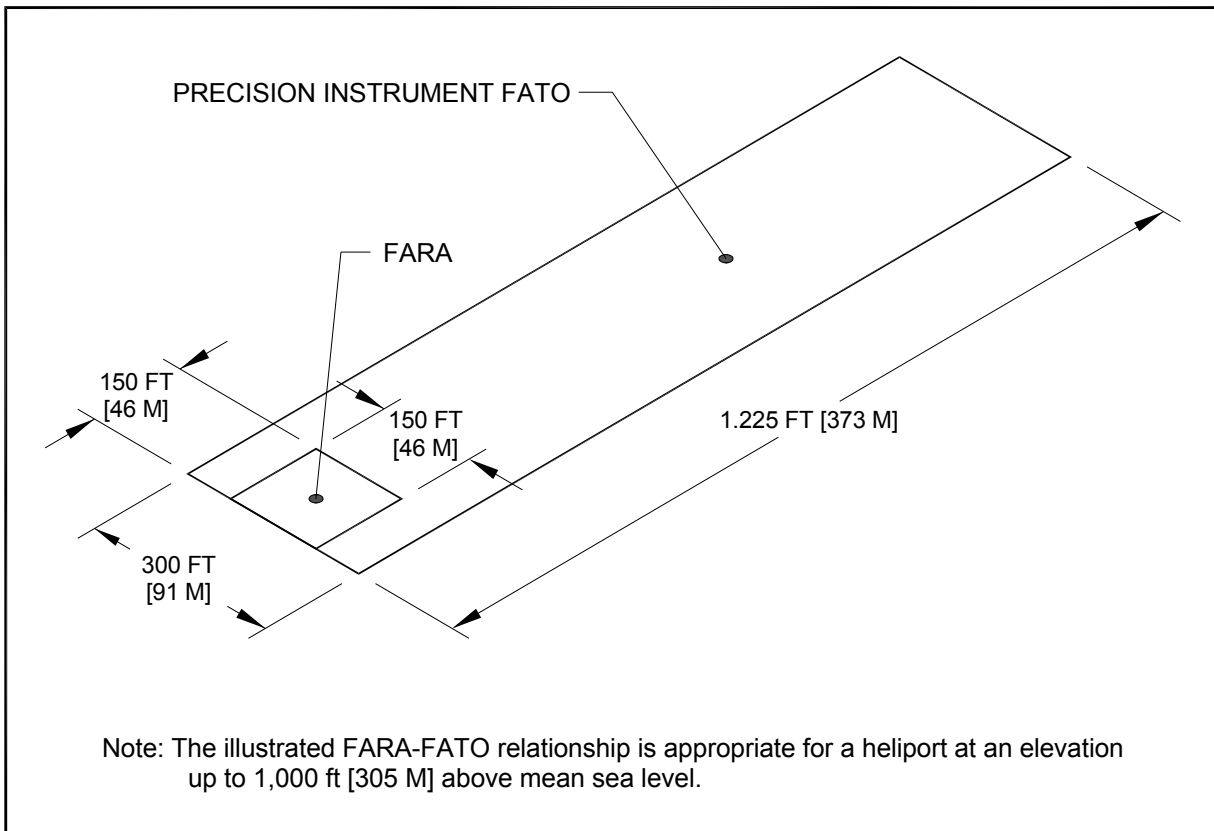 PRECISION INSTRUMENT FATO
FARA
150 FT
[46 M]
150 FT
[46 M]
1.225 FT [373 M]
300 FT
[91 M]
Note: The illustrated FARA-FATO relationship is appropriate for a heliport at an elevation
up to 1,000 ft [305 M] above mean sea level.